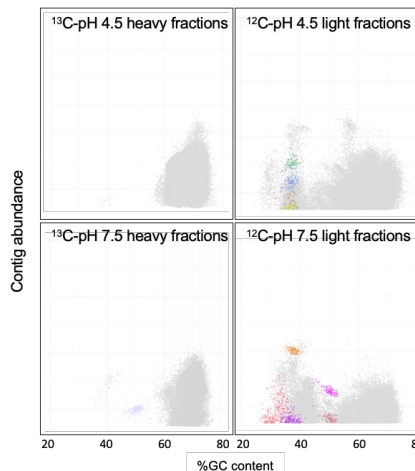 ¹³C-pH 4.5 heavy fractions
¹²C-pH 4.5 light fractions
Contig abundance
¹³C-pH 7.5 heavy fractions
¹²C-pH 7.5 light fractions
20 40 60 80 20 40 60 8
%GC content